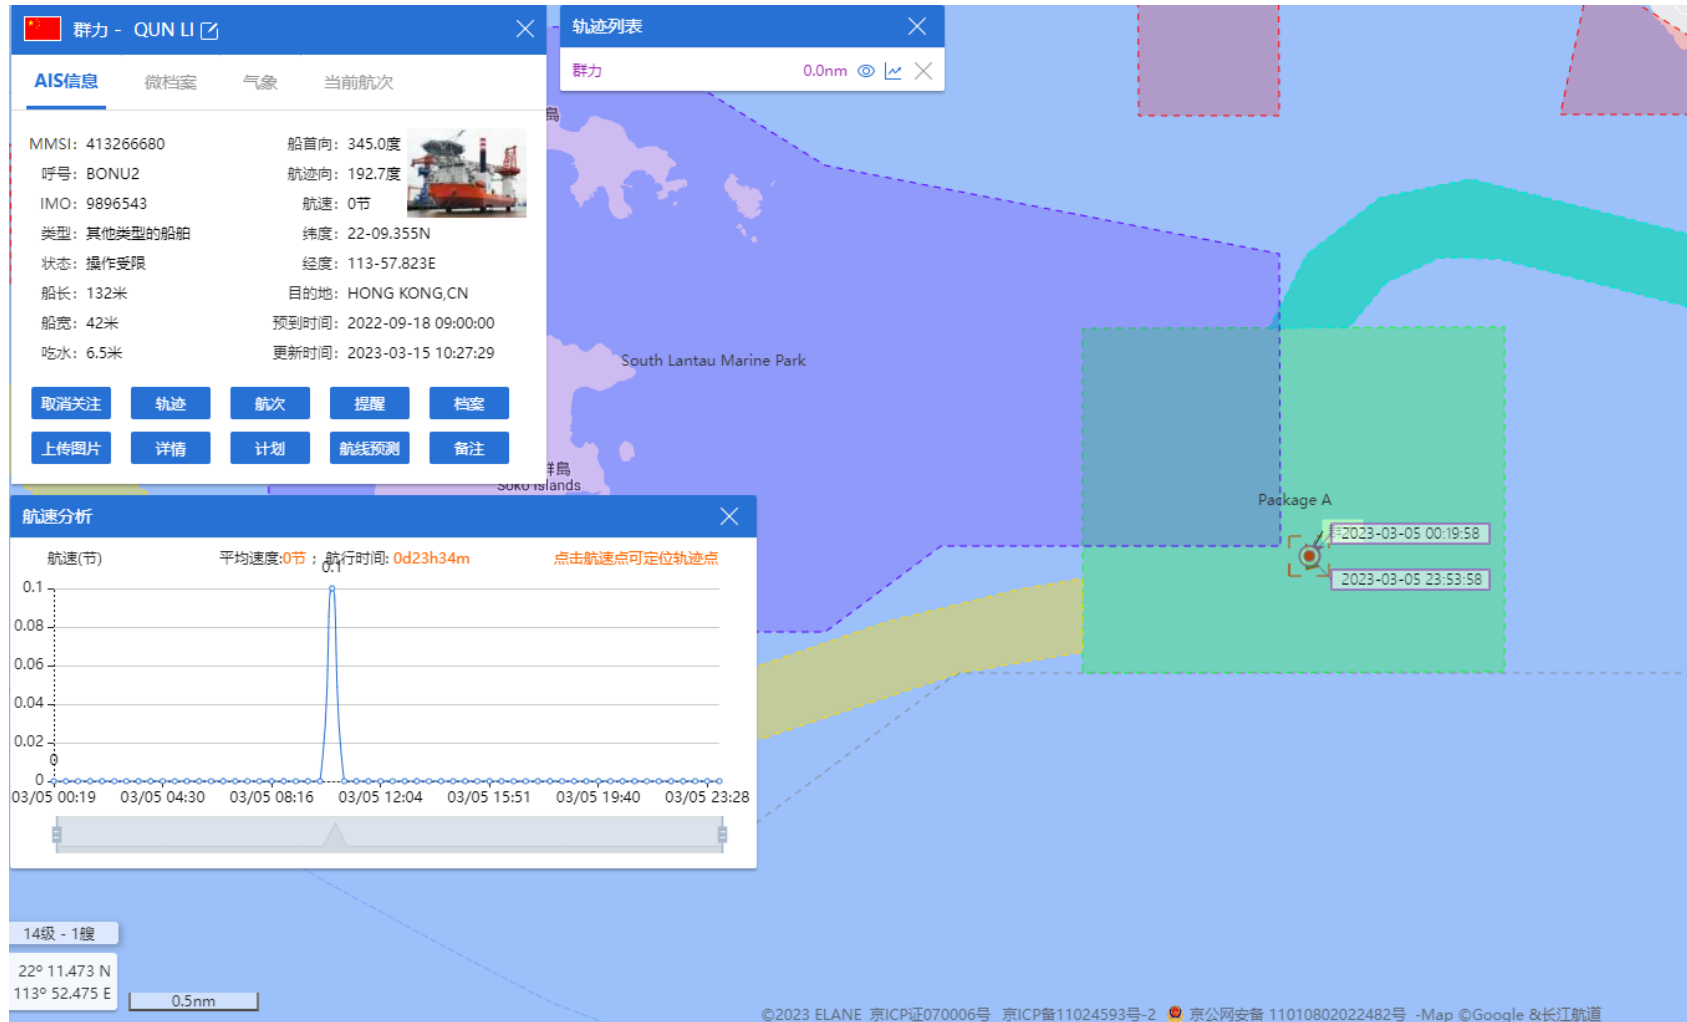 群力 - QUN LI
AIS信息 微档案 气象 当前航次
MMSI: 413266680 船首向: 345.0度
呼号: BONU2 航迹向: 192.7度
IMO: 9896543 航速: 0节
类型: 其他类型的船舶 纬度: 22-09.355N
状态: 操作受限 经度: 113-57.823E
船长: 132米 目的地: HONG KONG,CN
船宽: 42米 预到时间: 2022-09-18 09:00:00
吃水: 6.5米 更新时间: 2023-03-15 10:27:29
取消关注 轨迹 航次 提醒 档案
上传图片 详情 计划 航线预测 备注
轨迹列表
群力 0.0nm
島
South Lantau Marine Park
群島
Soko Islands
Package A
2023-03-05 00:19:58
2023-03-05 23:53:58
航速分析
航速(节) 平均速度:0节 ; 航行时间: 0d23h34m 点击航速点可定位轨迹点
0.1
0.1
0.08
0.06
0.04
0.02
0
0
03/05 00:19 03/05 04:30 03/05 08:16 03/05 12:04 03/05 15:51 03/05 19:40 03/05 23:28
14级 - 1艘
22º 11.473 N
113º 52.475 E
0.5nm
©2023 ELANE 京ICP证070006号 京ICP备11024593号-2 京公网安备 11010802022482号 -Map ©Google &长江航道